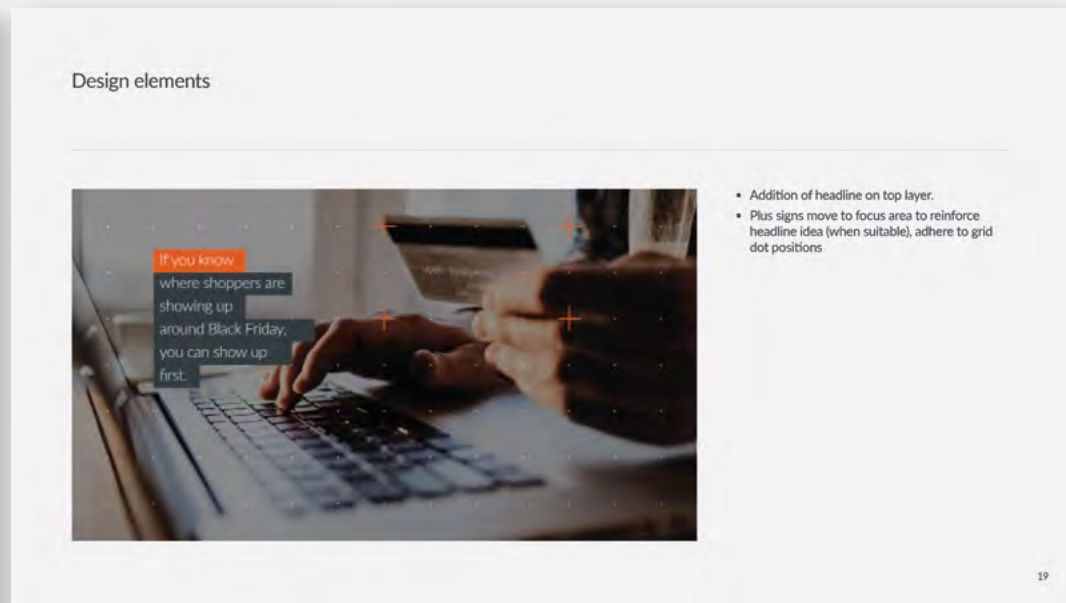 Design elements
If you know
where shoppers are
showing up
around Black Friday,
you can show up
first.
▪ Addition of headline on top layer.
▪ Plus signs move to focus area to reinforce
headline idea (when suitable), adhere to grid
dot positions
19